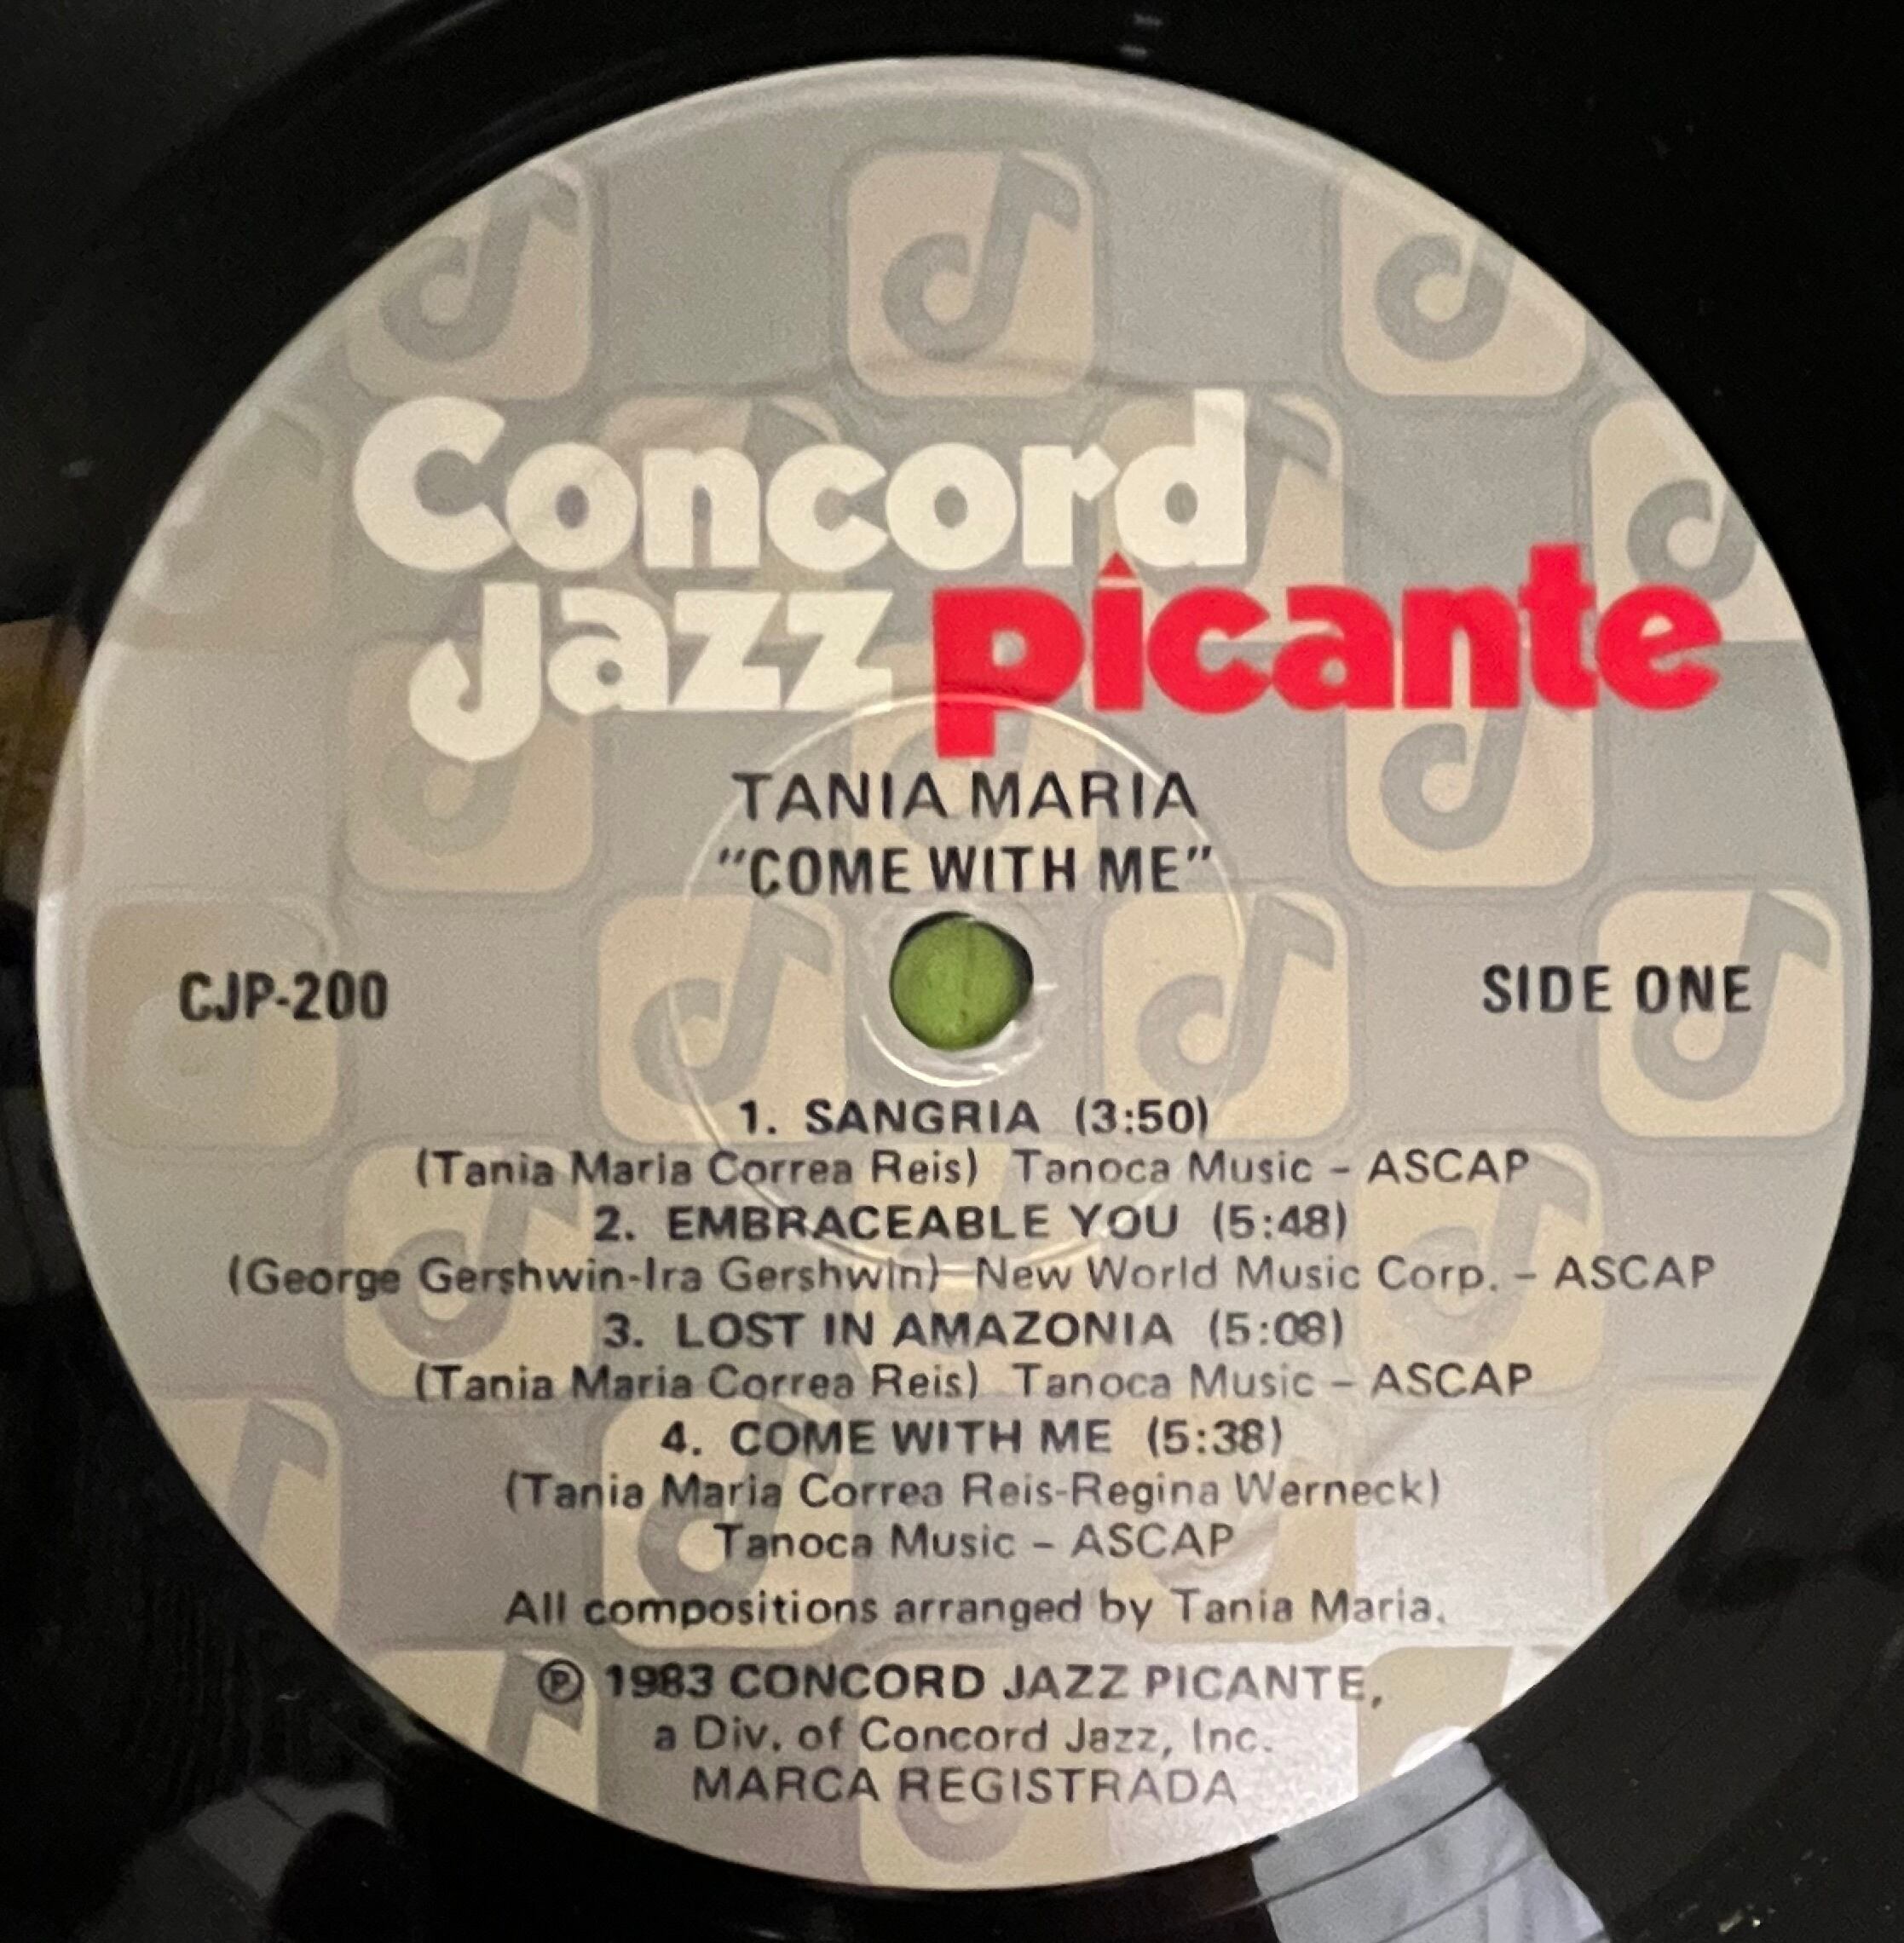 Concord
Jazz picante
TANIA MARIA
"COME WITH ME"
CJP-200
SIDE ONE
1. SANGRIA (3:50)
(Tania Maria Correa Reis) Tanoca Music – ASCAP
2. EMBRACEABLE YOU (5:48)
(George Gershwin-Ira Gershwin) New World Music Corp. – ASCAP
3. LOST IN AMAZONIA (5:08)
(Tania Maria Correa Reis) Tanoca Music – ASCAP
4. COME WITH ME (5:38)
(Tania Maria Correa Reis-Regina Werneck)
Tanoca Music – ASCAP
All compositions arranged by Tania Maria.
℗ 1983 CONCORD JAZZ PICANTE,
a Div. of Concord Jazz, Inc.
MARCA REGISTRADA